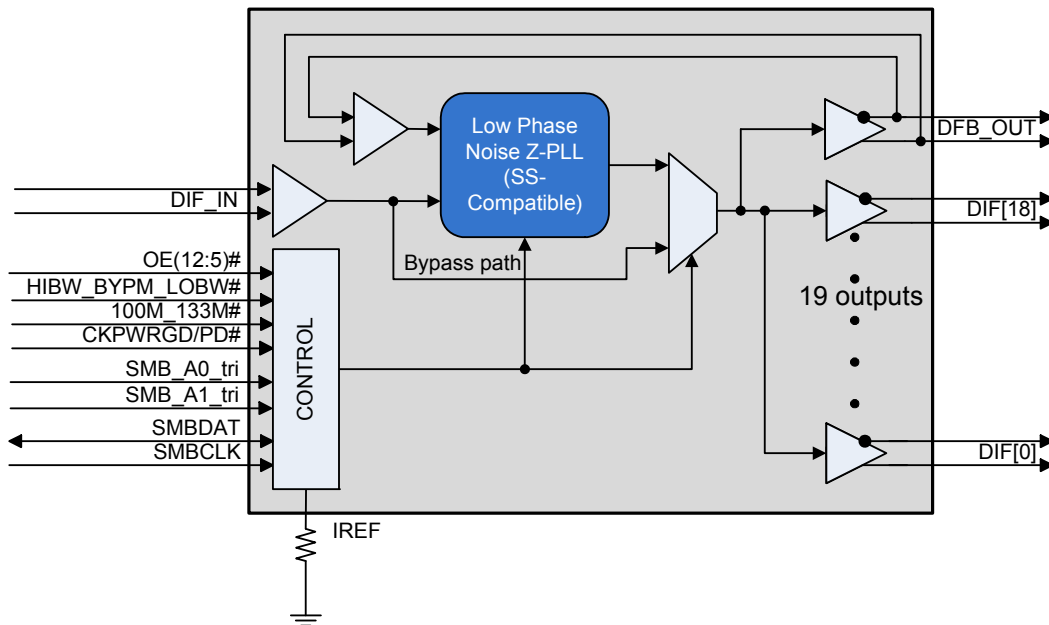 Low Phase
Noise Z-PLL
(SS-
Compatible)
DFB_OUT
DIF_IN
DIF[18]
OE(12:5)#
Bypass path
HIBW_BYPM_LOBW#
19 outputs
100M_133M#
CKPWRGD/PD#
SMB_A0_tri
SMB_A1_tri
CONTROL
SMBDAT
SMBCLK
DIF[0]
IREF